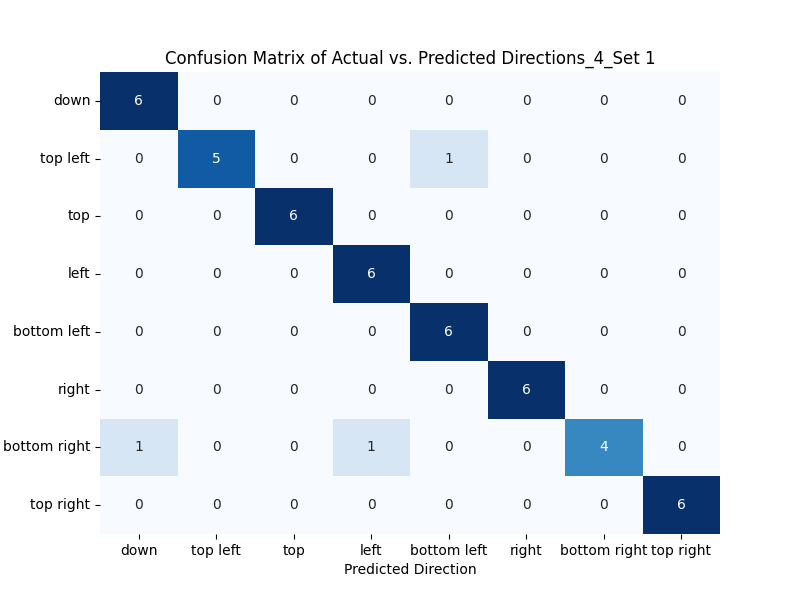 Confusion Matrix of Actual vs. Predicted Directions_4_Set 1
down 6 0 0 0 0 0 0 0
top left 0 5 0 0 1 0 0 0
top 0 0 6 0 0 0 0 0
left 0 0 0 6 0 0 0 0
bottom left 0 0 0 0 6 0 0 0
right 0 0 0 0 0 6 0 0
bottom right 1 0 0 1 0 0 4 0
top right 0 0 0 0 0 0 0 6
down top left top left bottom left right bottom right top right
Predicted Direction